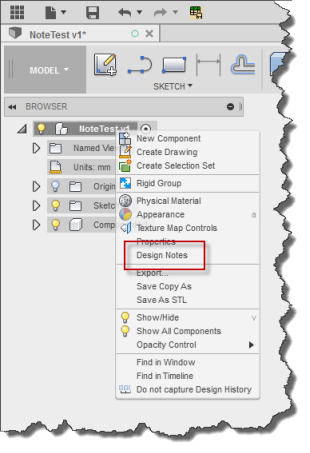 NoteTest v1*
MODEL
SKETCH
BROWSER
NoteTest v1
Named Vie
Units: mm
Origin
Sketc
Comp
New Component
Create Drawing
Create Selection Set
Rigid Group
Physical Material
Appearance a
Texture Map Controls
Properties
Design Notes
Export...
Save Copy As
Save As STL
Show/Hide v
Show All Components
Opacity Control
Find in Window
Find in Timeline
Do not capture Design History